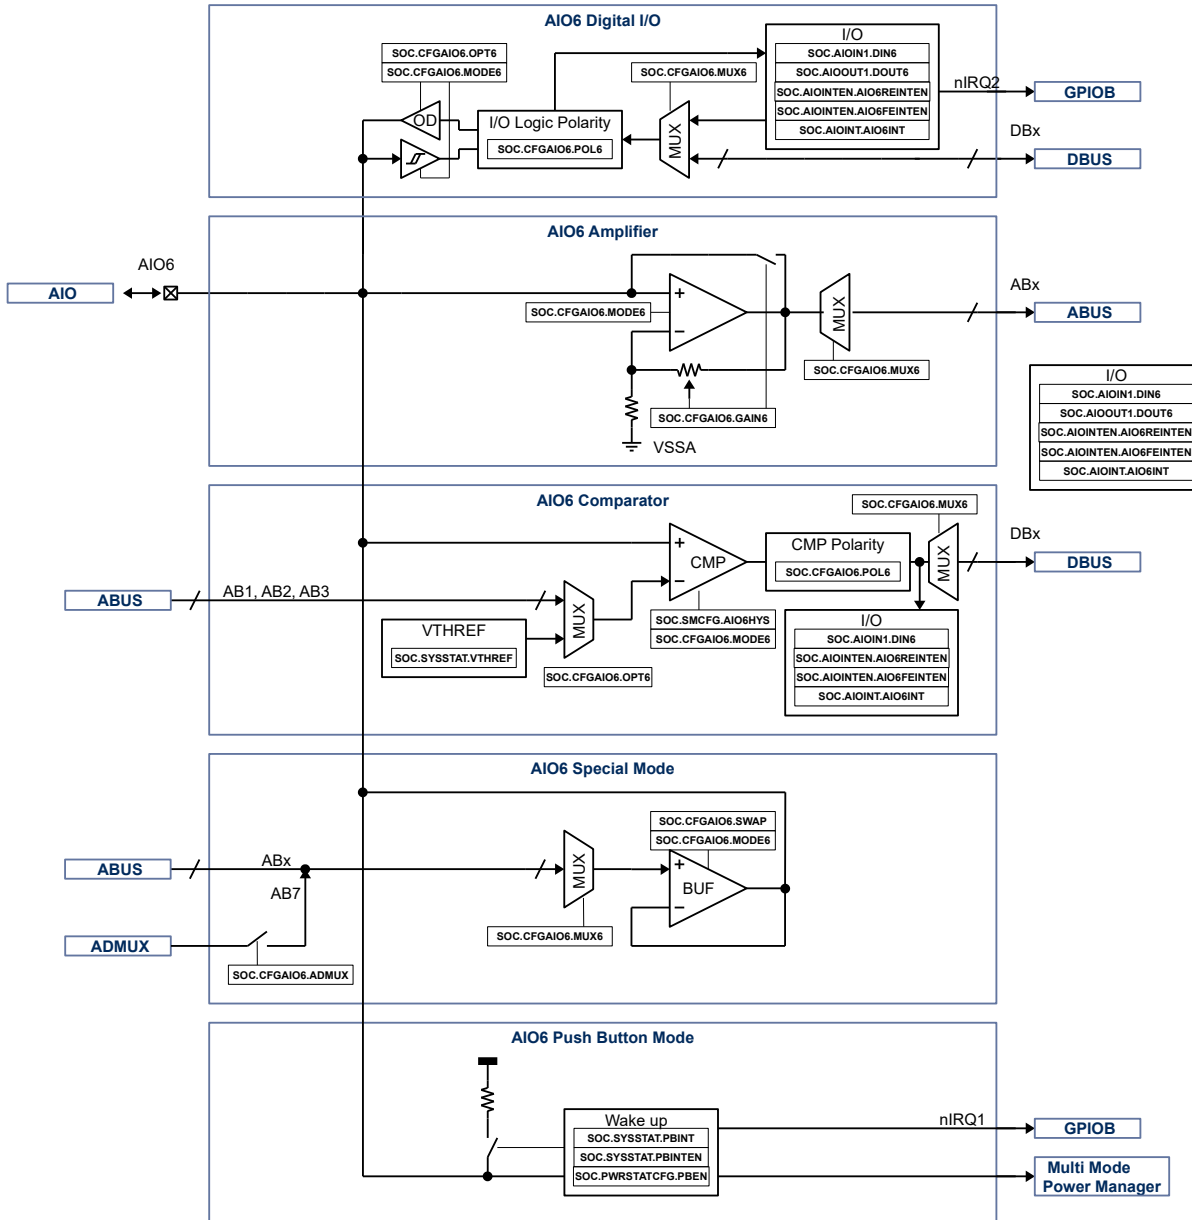 AIO6 Digital I/O
SOC.CFGAIO6.OPT6
SOC.CFGAIO6.MODE6
OD
I/O Logic Polarity
SOC.CFGAIO6.POL6
SOC.CFGAIO6.MUX6
MUX
I/O
SOC.AIOIN1.DIN6
SOC.AIOOUT1.DOUT6
SOC.AIOINTEN.AIO6REINTEN
SOC.AIOINTEN.AIO6FEINTEN
SOC.AIOINT.AIO6INT
nIRQ2
GPIOB
DBx
DBUS
AIO6 Amplifier
AIO6
AIO
SOC.CFGAIO6.MODE6
MUX
SOC.CFGAIO6.MUX6
SOC.CFGAIO6.GAIN6
VSSA
ABx
ABUS
I/O
SOC.AIOIN1.DIN6
SOC.AIOOUT1.DOUT6
SOC.AIOINTEN.AIO6REINTEN
SOC.AIOINTEN.AIO6FEINTEN
SOC.AIOINT.AIO6INT
AIO6 Comparator
ABUS
AB1, AB2, AB3
VTHREF
SOC.SYSSTAT.VTHREF
MUX
SOC.CFGAIO6.OPT6
CMP
SOC.SMCFG.AIO6HYS
SOC.CFGAIO6.MODE6
CMP Polarity
SOC.CFGAIO6.POL6
SOC.CFGAIO6.MUX6
MUX
I/O
SOC.AIOIN1.DIN6
SOC.AIOINTEN.AIO6REINTEN
SOC.AIOINTEN.AIO6FEINTEN
SOC.AIOINT.AIO6INT
DBx
DBUS
AIO6 Special Mode
ABUS
ABx
AB7
ADMUX
SOC.CFGAIO6.ADMUX
MUX
SOC.CFGAIO6.MUX6
SOC.CFGAIO6.SWAP
SOC.CFGAIO6.MODE6
BUF
AIO6 Push Button Mode
Wake up
SOC.SYSSTAT.PBINT
SOC.SYSSTAT.PBINTEN
SOC.PWRSTATCFG.PBEN
nIRQ1
GPIOB
Multi Mode
Power Manager